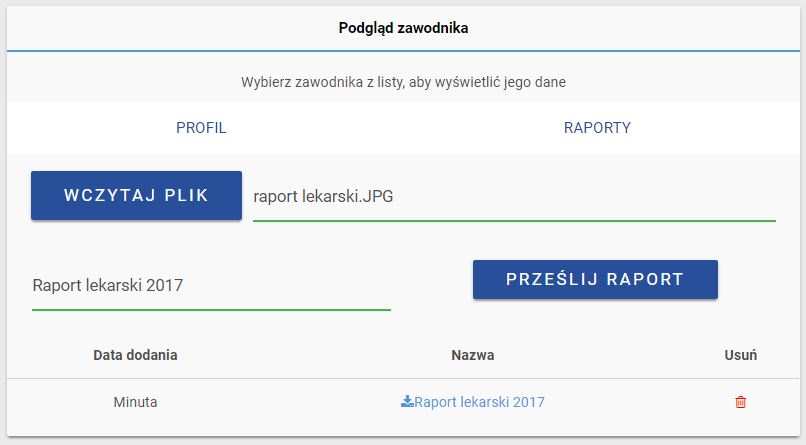 Podgląd zawodnika
Wybierz zawodnika z listy, aby wyświetlić jego dane
PROFIL RAPORTY
WCZYTAJ PLIK raport lekarski.JPG
Raport lekarski 2017 PRZEŚLIJ RAPORT
Data dodania Nazwa Usuń
Minuta Raport lekarski 2017